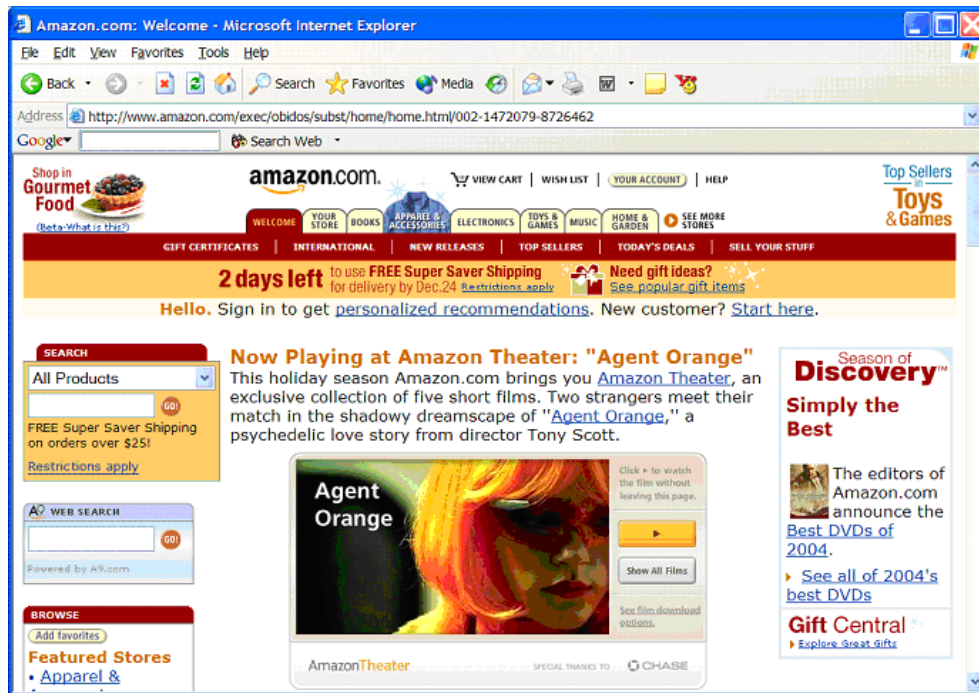 Amazon.com: Welcome - Microsoft Internet Explorer
File Edit View Favorites Tools Help
Back Search Favorites Media
Address http://www.amazon.com/exec/obidos/subst/home/home.html/002-1472079-8726462
Google Search Web
Shop in
Gourmet
Food
(Beta-What is this?)
amazon.com.
VIEW CART | WISH LIST | YOUR ACCOUNT | HELP
Top Sellers
in
Toys
& Games
WELCOME YOUR STORE BOOKS APPAREL & ACCESSORIES ELECTRONICS TOYS & GAMES MUSIC HOME & GARDEN SEE MORE STORES
GIFT CERTIFICATES | INTERNATIONAL | NEW RELEASES | TOP SELLERS | TODAY'S DEALS | SELL YOUR STUFF
2 days left to use FREE Super Saver Shipping
for delivery by Dec.24 Restrictions apply
Need gift ideas?
See popular gift items
Hello. Sign in to get personalized recommendations. New customer? Start here.
SEARCH
All Products
GO!
FREE Super Saver Shipping
on orders over $25!
Restrictions apply
A9 WEB SEARCH
GO!
Powered by A9.com
BROWSE
Add favorites
Featured Stores
• Apparel &
Now Playing at Amazon Theater: "Agent Orange"
This holiday season Amazon.com brings you Amazon Theater, an
exclusive collection of five short films. Two strangers meet their
match in the shadowy dreamscape of "Agent Orange," a
psychedelic love story from director Tony Scott.
Agent
Orange
Click ▸ to watch
the film without
leaving this page.
Show All Films
See film download
options.
AmazonTheater
SPECIAL THANKS TO CHASE
Season of
Discovery™
Simply the
Best
The editors of
Amazon.com
announce the
Best DVDs of
2004.
See all of 2004's
best DVDs
Gift Central
Explore Great Gifts